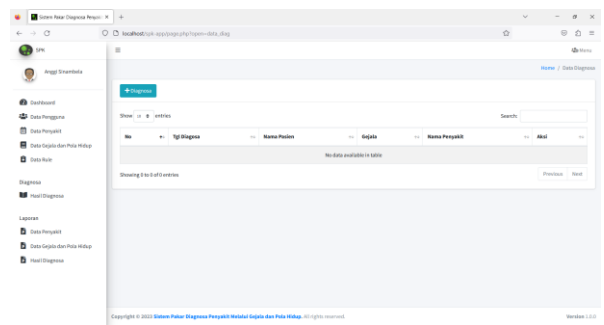 Sistem Pakar Diagnosa Penyak
localhost/spk-app/page.php?open=data_diag
SPK
Menu
Anggi Sinambela
Home / Data Diagnosa
+Diagnosa
Dashboard
Data Pengguna
Data Penyakit
Data Gejala dan Pola Hidup
Data Rule
Show 10 entries
Search:
No Tgl Diagosa Nama Pasien Gejala Nama Penyakit Aksi
No data available in table
Showing 0 to 0 of 0 entries
Previous Next
Diagnosa
Hasil Diagnosa
Laporan
Data Penyakit
Data Gejala dan Pola Hidup
Hasil Diagnosa
Copyright © 2023 Sistem Pakar Diagnosa Penyakit Melalui Gejala dan Pola Hidup. All rights reserved.
Version 1.0.0